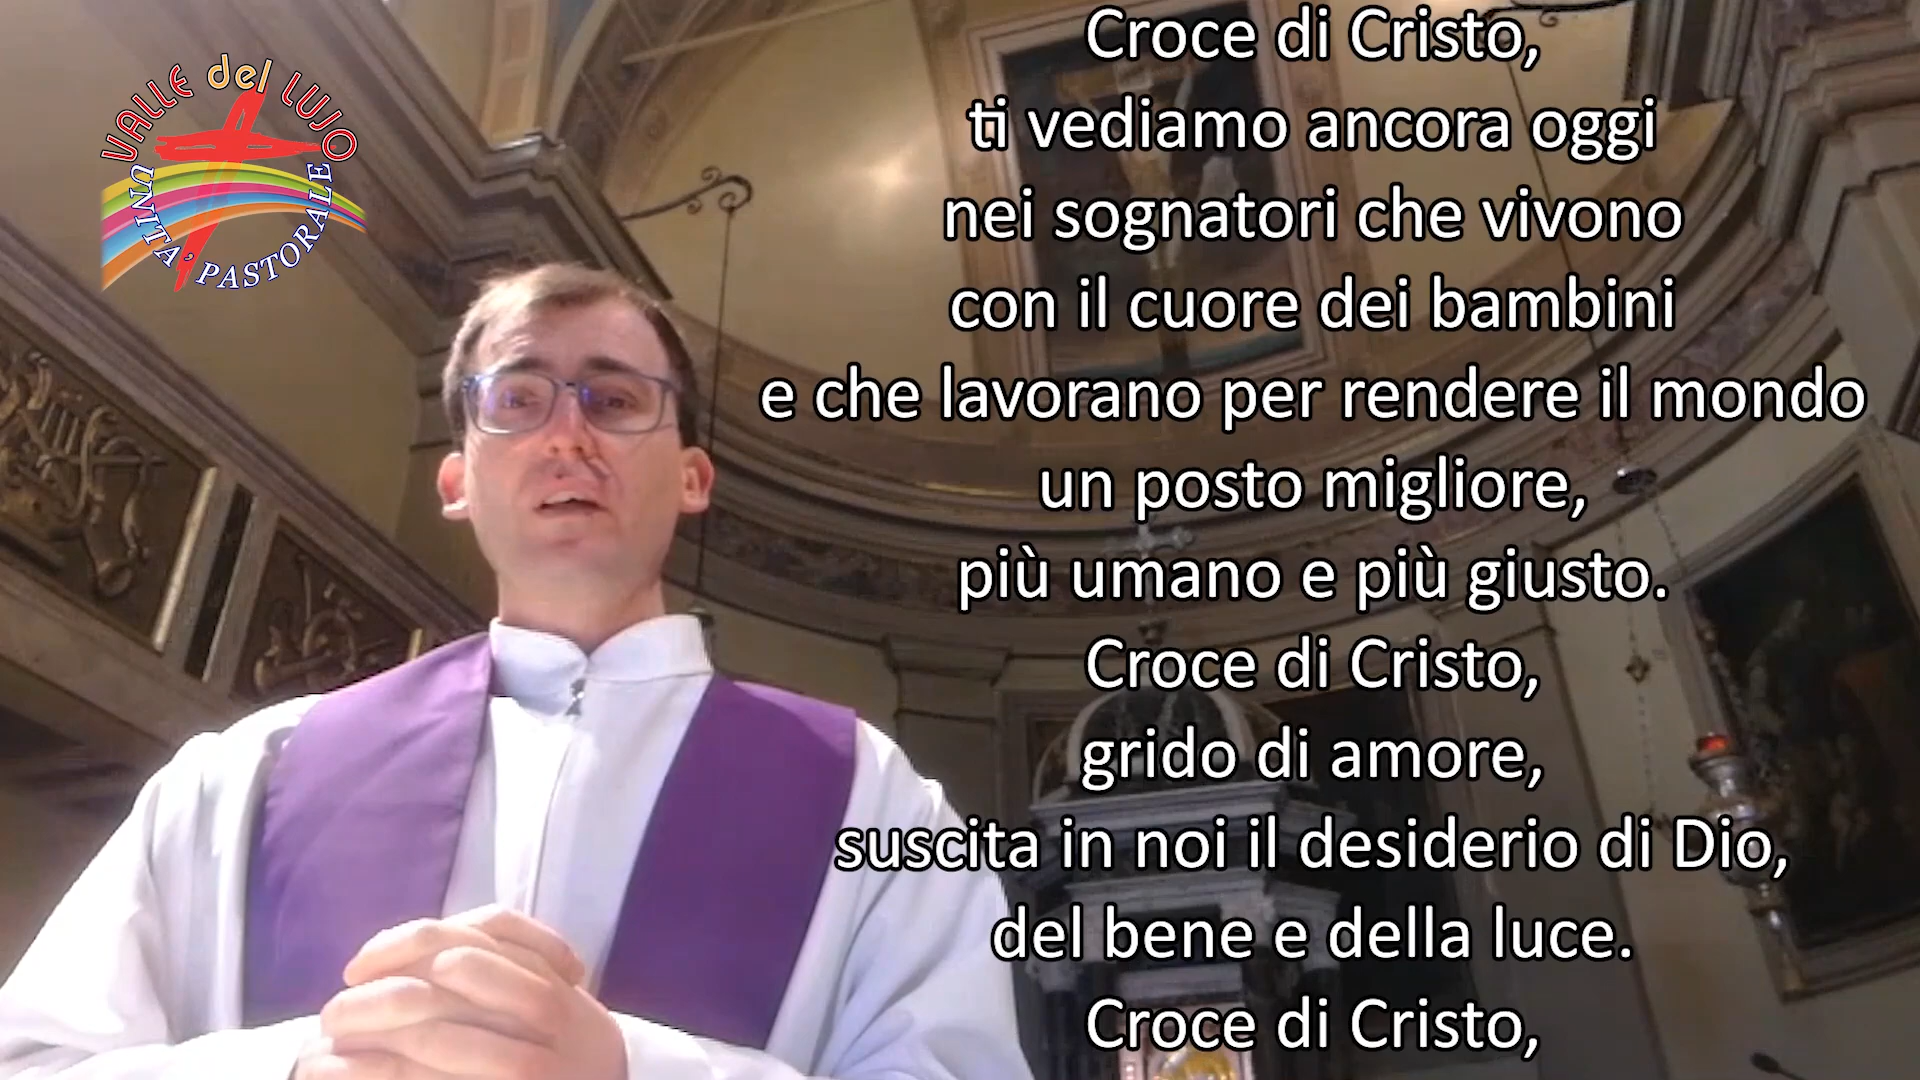 VALLE del LUJO
UNITA' PASTORALE
Croce di Cristo,
ti vediamo ancora oggi
nei sognatori che vivono
con il cuore dei bambini
e che lavorano per rendere il mondo
un posto migliore,
più umano e più giusto.
Croce di Cristo,
grido di amore,
suscita in noi il desiderio di Dio,
del bene e della luce.
Croce di Cristo,